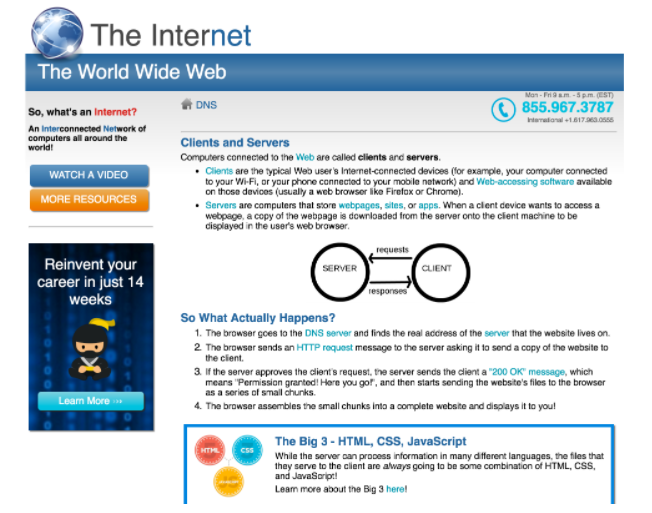 The Internet
The World Wide Web
So, what's an Internet?
An Interconnected Network of
computers all around the
world!
WATCH A VIDEO
MORE RESOURCES
Reinvent your
career in just 14
weeks
Learn More →
DNS
Mon - Fri 9 a.m. - 5 p.m. (EST)
855.967.3787
International +1.617.963.0555
Clients and Servers
Computers connected to the Web are called clients and servers.
• Clients are the typical Web user's Internet-connected devices (for example, your computer connected
to your Wi-Fi, or your phone connected to your mobile network) and Web-accessing software available
on those devices (usually a web browser like Firefox or Chrome).
• Servers are computers that store webpages, sites, or apps. When a client device wants to access a
webpage, a copy of the webpage is downloaded from the server onto the client machine to be
displayed in the user's web browser.
requests
SERVER CLIENT
responses
So What Actually Happens?
1. The browser goes to the DNS server and finds the real address of the server that the website lives on.
2. The browser sends an HTTP request message to the server asking it to send a copy of the website to
the client.
3. If the server approves the client's request, the server sends the client a "200 OK" message, which
means "Permission granted! Here you go!", and then starts sending the website's files to the browser
as a series of small chunks.
4. The browser assembles the small chunks into a complete website and displays it to you!
HTML CSS
The Big 3 - HTML, CSS, JavaScript
While the server can process information in many different languages, the files that
they serve to the client are always going to be some combination of HTML, CSS,
and JavaScript!
Learn more about the Big 3 here!